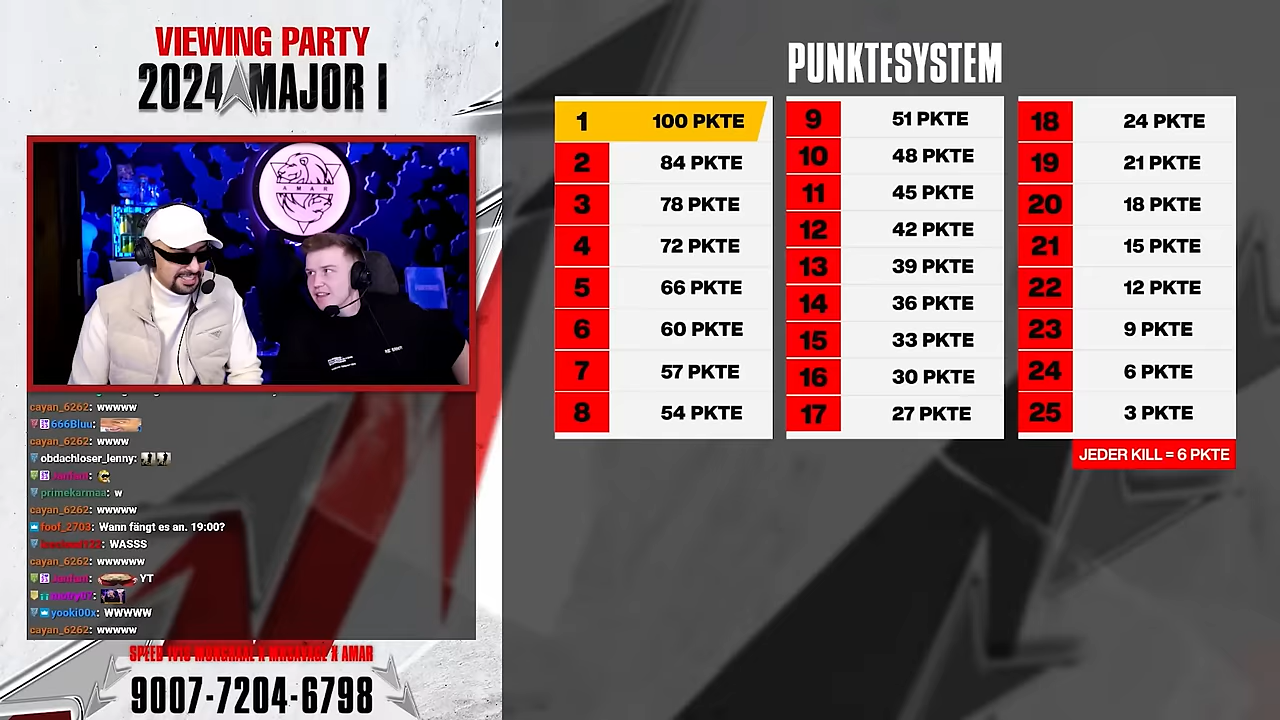 VIEWING PARTY
2024 MAJOR I
AMAR
cayan_6262: wwwww
666Bluu:
cayan_6262: wwww
obdachloser_lenny:
primekarmaa: w
cayan_6262: wwwww
foof_2703: Wann fängt es an. 19:00?
WASSS
cayan_6262: wwwwww
YT
yooki00x: WWWWW
cayan_6262: wwwww
X AMAR
9007-7204-6798
PUNKTESYSTEM
1 100 PKTE
2 84 PKTE
3 78 PKTE
4 72 PKTE
5 66 PKTE
6 60 PKTE
7 57 PKTE
8 54 PKTE
9 51 PKTE
10 48 PKTE
11 45 PKTE
12 42 PKTE
13 39 PKTE
14 36 PKTE
15 33 PKTE
16 30 PKTE
17 27 PKTE
18 24 PKTE
19 21 PKTE
20 18 PKTE
21 15 PKTE
22 12 PKTE
23 9 PKTE
24 6 PKTE
25 3 PKTE
JEDER KILL = 6 PKTE